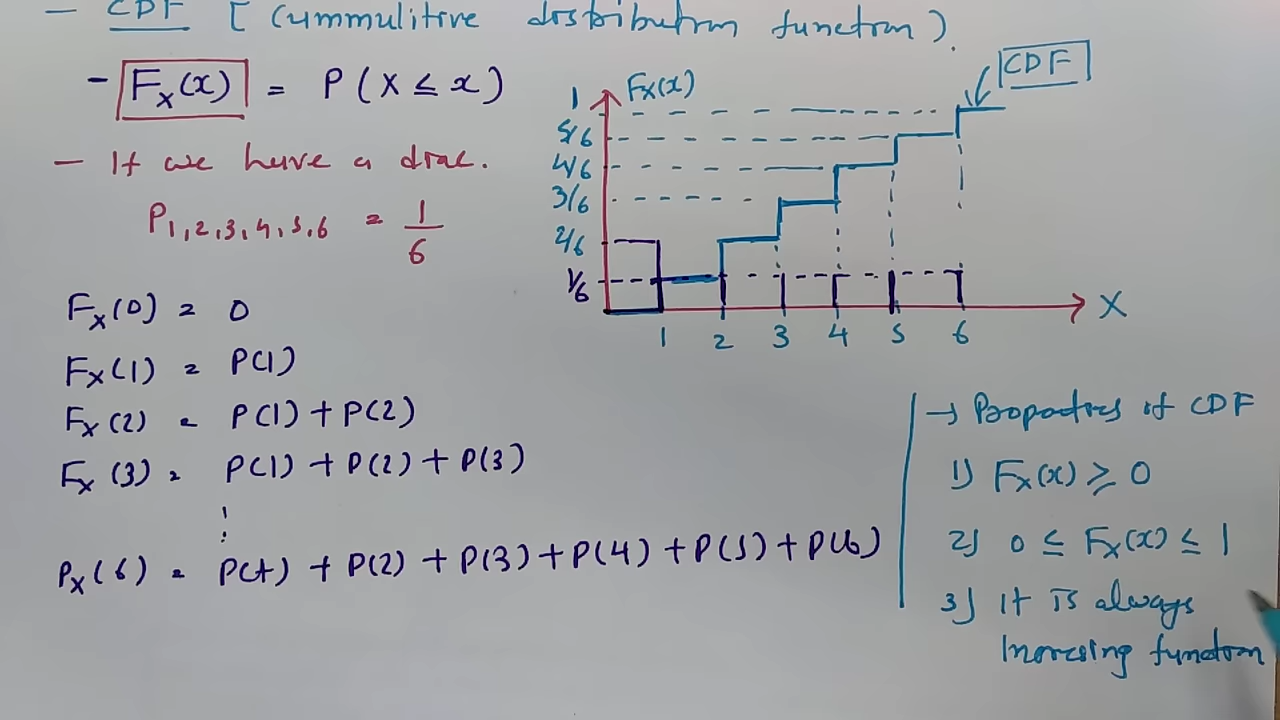 - CDF [Cummulitive distribution function).
- Fx(x) = P(X ≤ x)
- If we have a dice.
P1,2,3,4,5,6 = 1/6
Fx(0) = 0
Fx(1) = P(1)
Fx(2) = P(1) + P(2)
Fx(3) = P(1) + P(2) + P(3)
⋮
Px(6) = P(1) + P(2) + P(3) + P(4) + P(5) + P(6)
Fx(x)
CDF
1
5/6
4/6
3/6
2/6
1/6
1 2 3 4 5 6
X
→ Propertres of CDF
1) Fx(x) ≥ 0
2) 0 ≤ Fx(x) ≤ 1
3) It is always
Incresing function